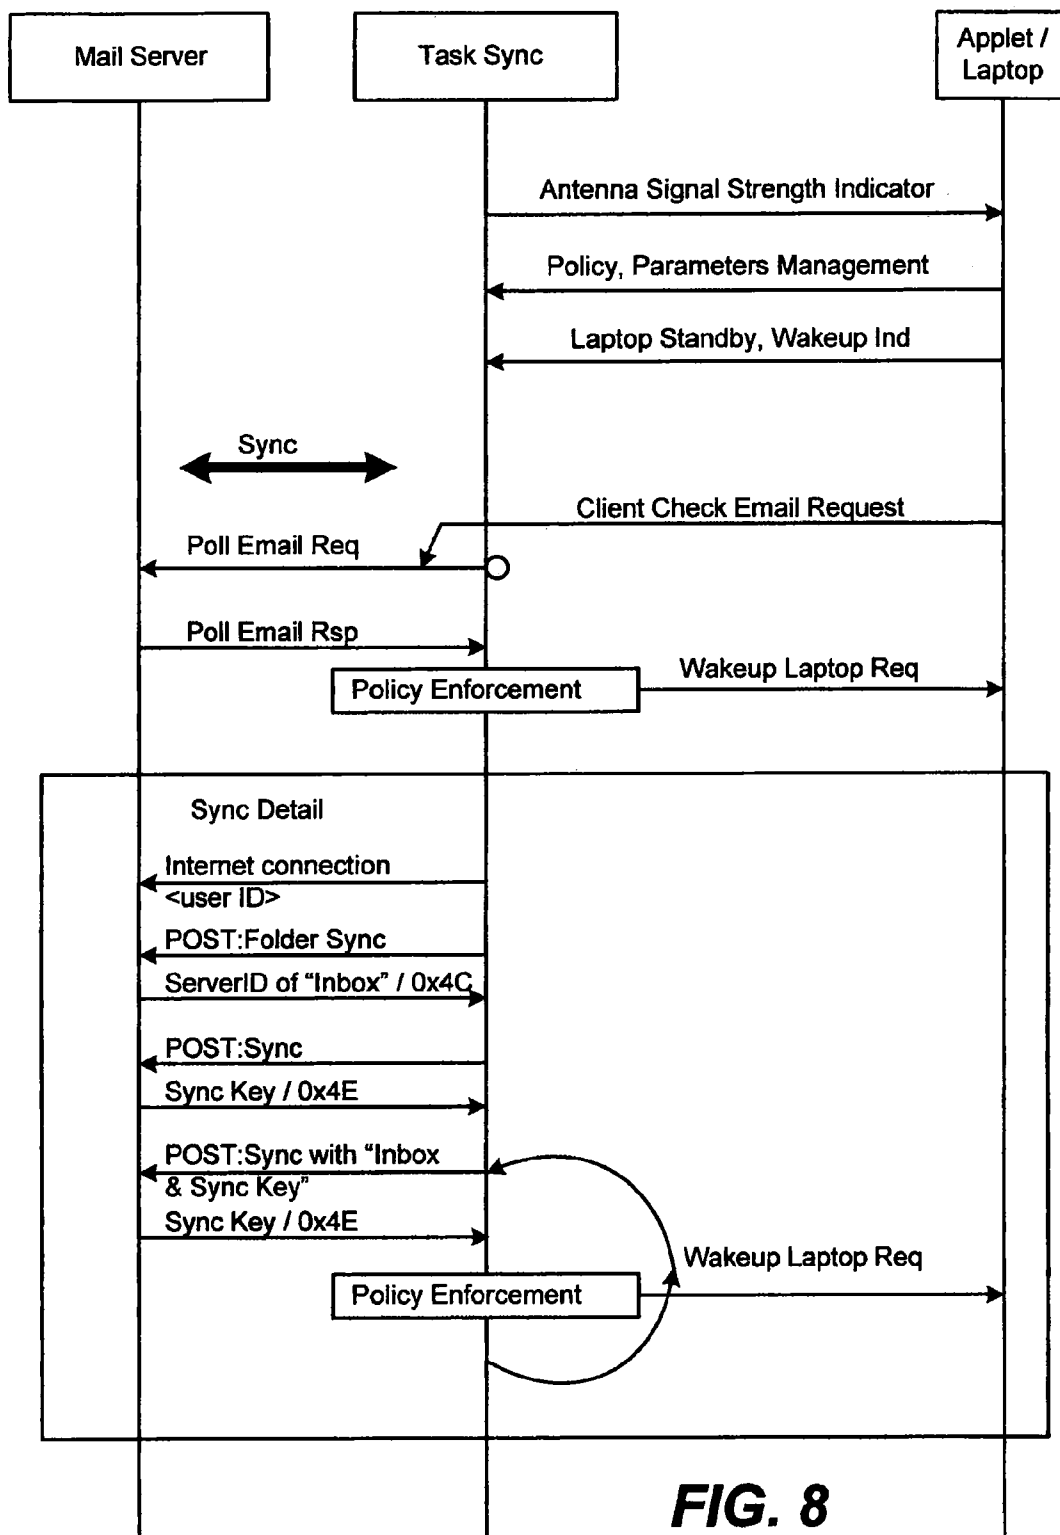 Mail Server
Task Sync
Applet /
Laptop
Antenna Signal Strength Indicator
Policy, Parameters Management
Laptop Standby, Wakeup Ind
Sync
Client Check Email Request
Poll Email Req
Poll Email Rsp
Wakeup Laptop Req
Policy Enforcement
Sync Detail
Internet connection
<user ID>
POST:Folder Sync
ServerID of “Inbox” / 0x4C
POST:Sync
Sync Key / 0x4E
POST:Sync with “Inbox
& Sync Key”
Sync Key / 0x4E
Wakeup Laptop Req
Policy Enforcement
FIG. 8